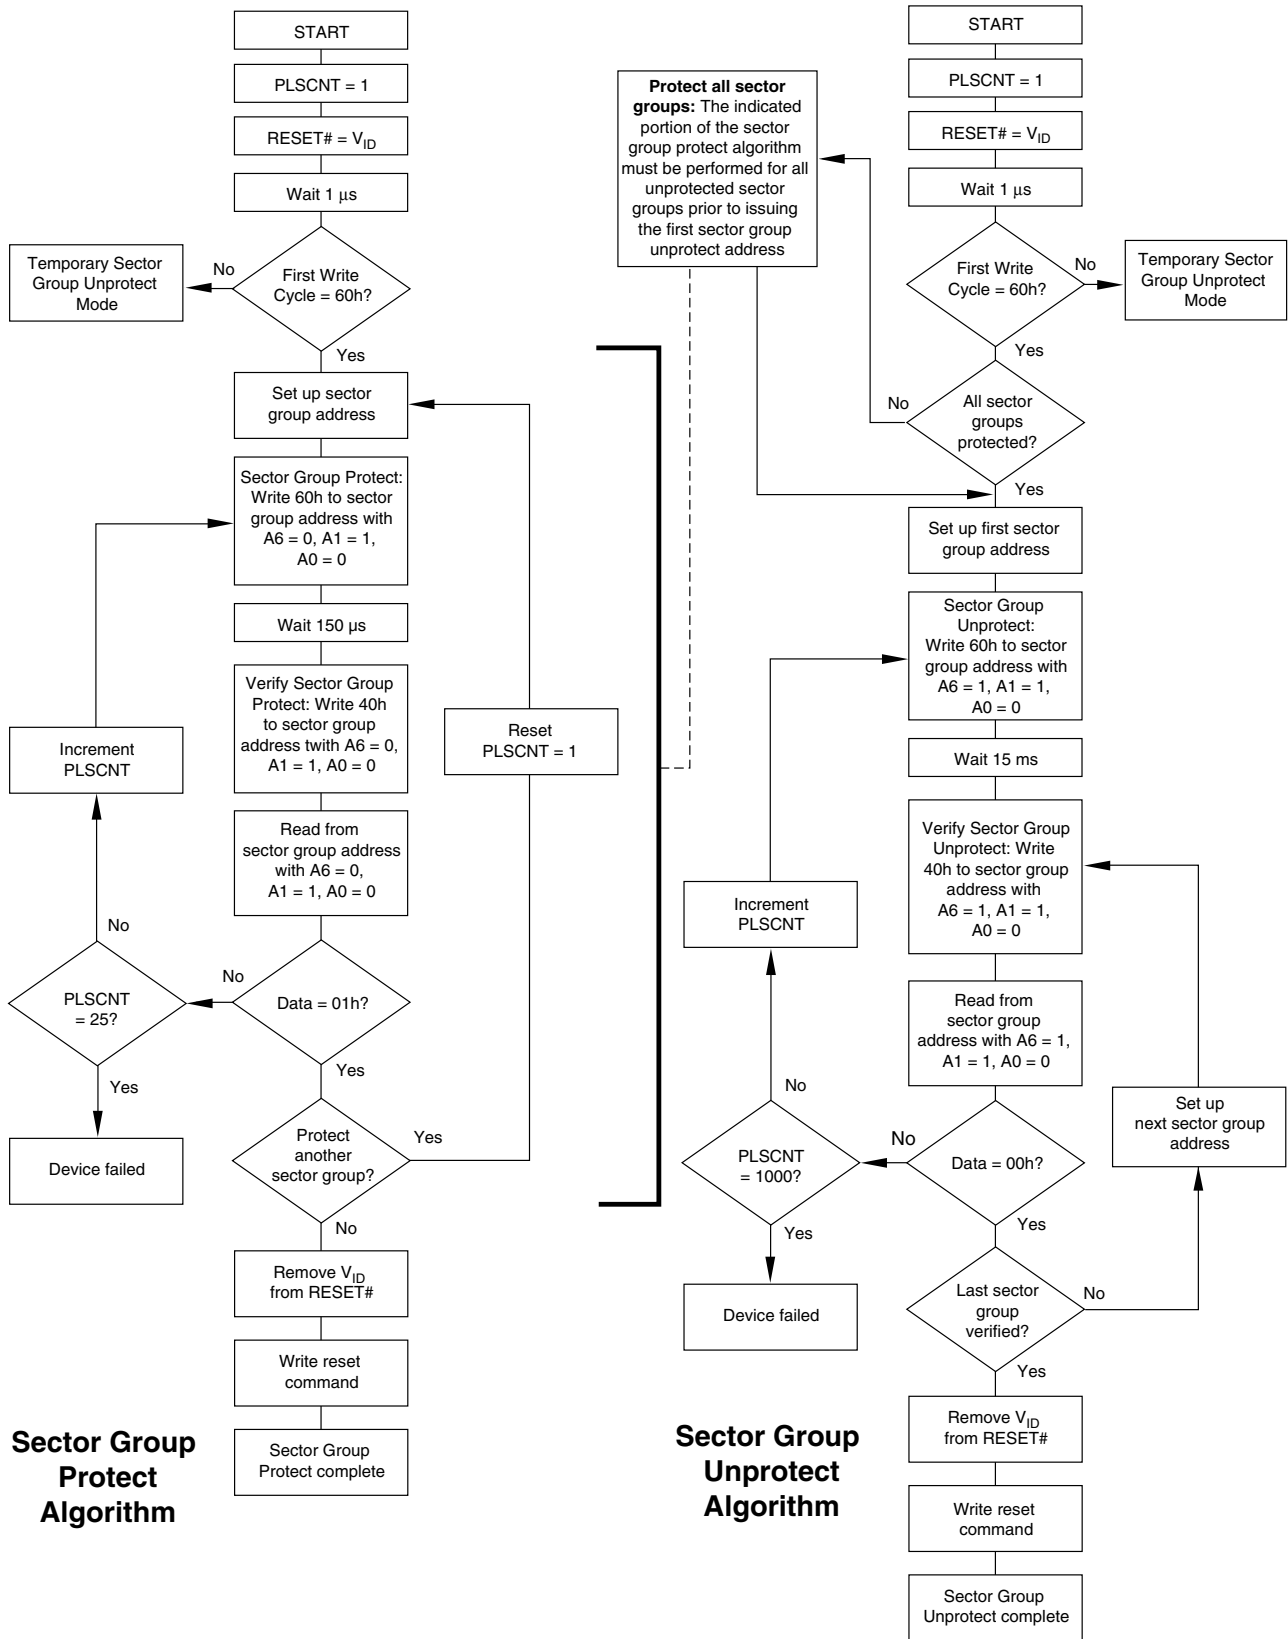 START
PLSCNT = 1
RESET# = VID
Wait 1 μs
First Write
Cycle = 60h?
No
Temporary Sector
Group Unprotect
Mode
Yes
Set up sector
group address
Sector Group Protect:
Write 60h to sector
group address with
A6 = 0, A1 = 1,
A0 = 0
Wait 150 μs
Verify Sector Group
Protect: Write 40h
to sector group
address twith A6 = 0,
A1 = 1, A0 = 0
Reset
PLSCNT = 1
Increment
PLSCNT
Read from
sector group address
with A6 = 0,
A1 = 1, A0 = 0
No
No
Data = 01h?
PLSCNT
= 25?
Yes
Yes
Device failed
Protect
another
sector group?
Yes
No
Remove VID
from RESET#
Write reset
command
Sector Group
Protect complete
Sector Group
Protect
Algorithm
Protect all sector
groups: The indicated
portion of the sector
group protect algorithm
must be performed for all
unprotected sector
groups prior to issuing
the first sector group
unprotect address
START
PLSCNT = 1
RESET# = VID
Wait 1 μs
First Write
Cycle = 60h?
No
Temporary Sector
Group Unprotect
Mode
Yes
No
All sector
groups
protected?
Yes
Set up first sector
group address
Sector Group
Unprotect:
Write 60h to sector
group address with
A6 = 1, A1 = 1,
A0 = 0
Wait 15 ms
Verify Sector Group
Unprotect: Write
40h to sector group
address with
A6 = 1, A1 = 1,
A0 = 0
Increment
PLSCNT
Read from
sector group
address with A6 = 1,
A1 = 1, A0 = 0
No
No
Data = 00h?
PLSCNT
= 1000?
Set up
next sector group
address
Yes
Yes
Device failed
Last sector
group
verified?
No
Yes
Remove VID
from RESET#
Write reset
command
Sector Group
Unprotect complete
Sector Group
Unprotect
Algorithm